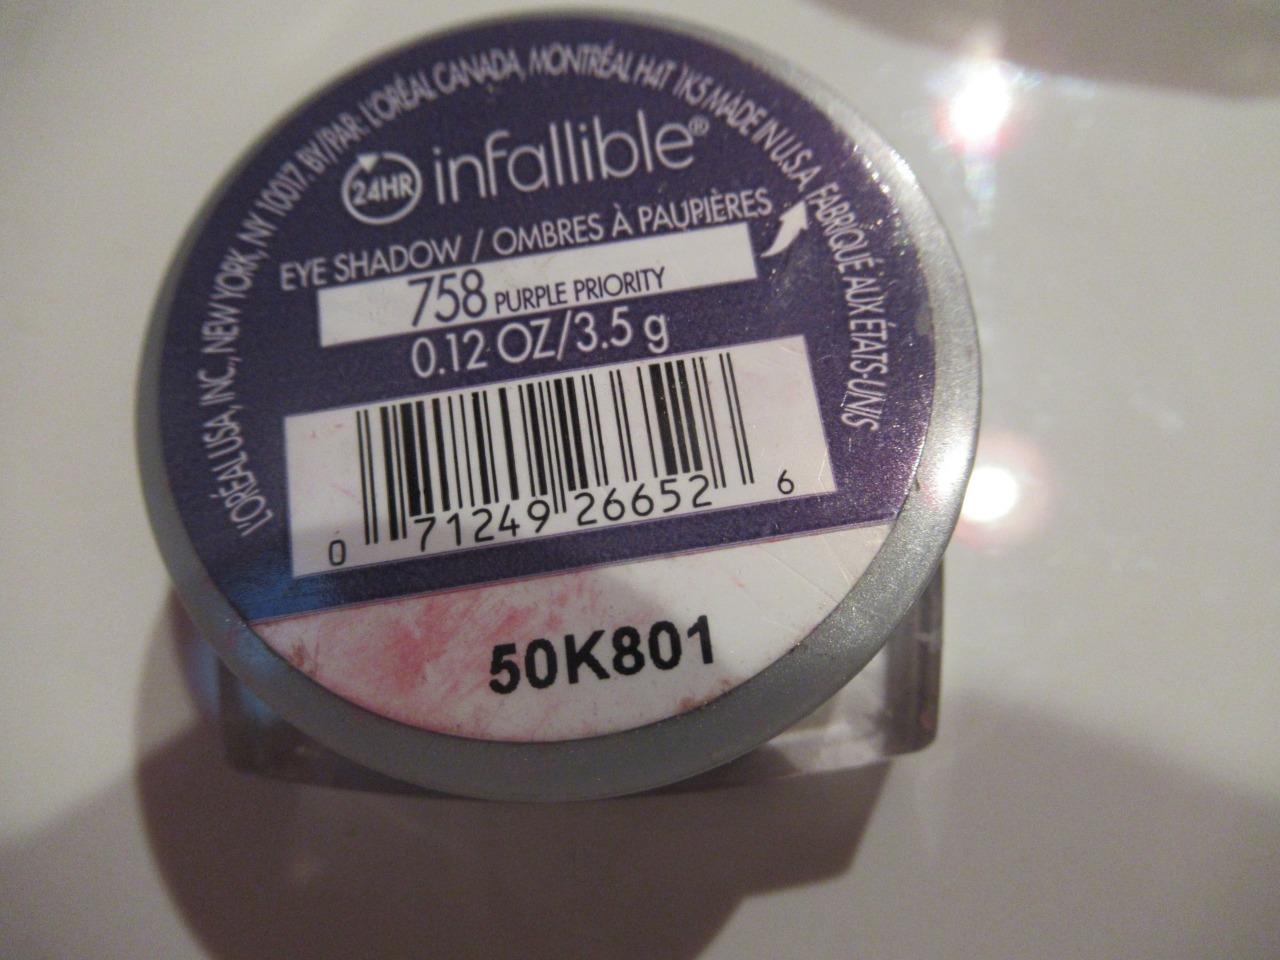 L'ORÉAL USA, INC., NEW YORK, NY 10017. BY/PAR: L'ORÉAL CANADA, MONTRÉAL H4T 1K5 MADE IN U.S.A. FABRIQUÉ AUX ÉTATS-UNIS
24HR infallible®
EYE SHADOW / OMBRES À PAUPIÈRES
758 PURPLE PRIORITY
0.12 OZ/3.5 g
0 71249 26652 6
50K801